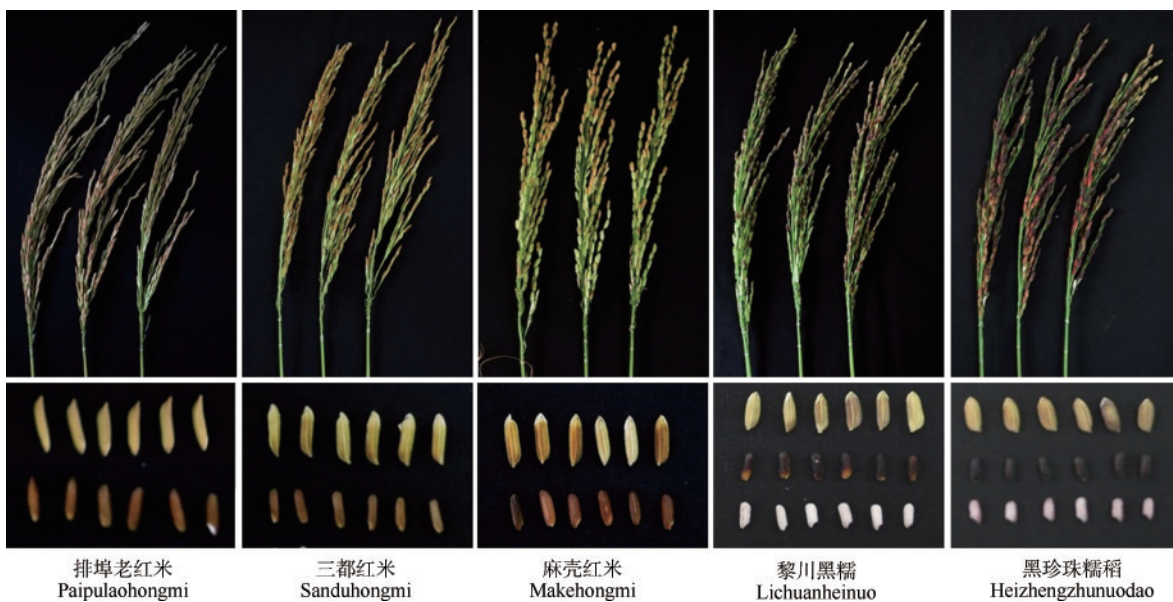 排埠老红米
Paipulaohongmi
三都红米
Sanduhongmi
麻壳红米
Makehongmi
黎川黑糯
Lichuanheinuo
黑珍珠糯稻
Heizhengzhunuodao